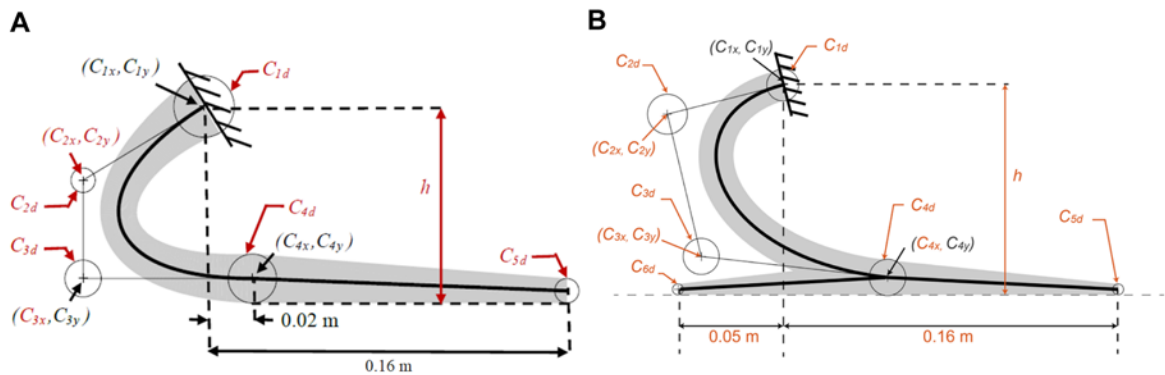 A
(C1x, C1y)
C1d
(C2x, C2y)
C2d
h
C3d
C4d
(C4x, C4y)
C5d
(C3x, C3y)
0.02 m
0.16 m
B
C2d
(C1x, C1y)
C1d
(C2x, C2y)
h
C3d
C4d
C5d
(C3x, C3y)
(C4x, C4y)
C6d
0.05 m
0.16 m